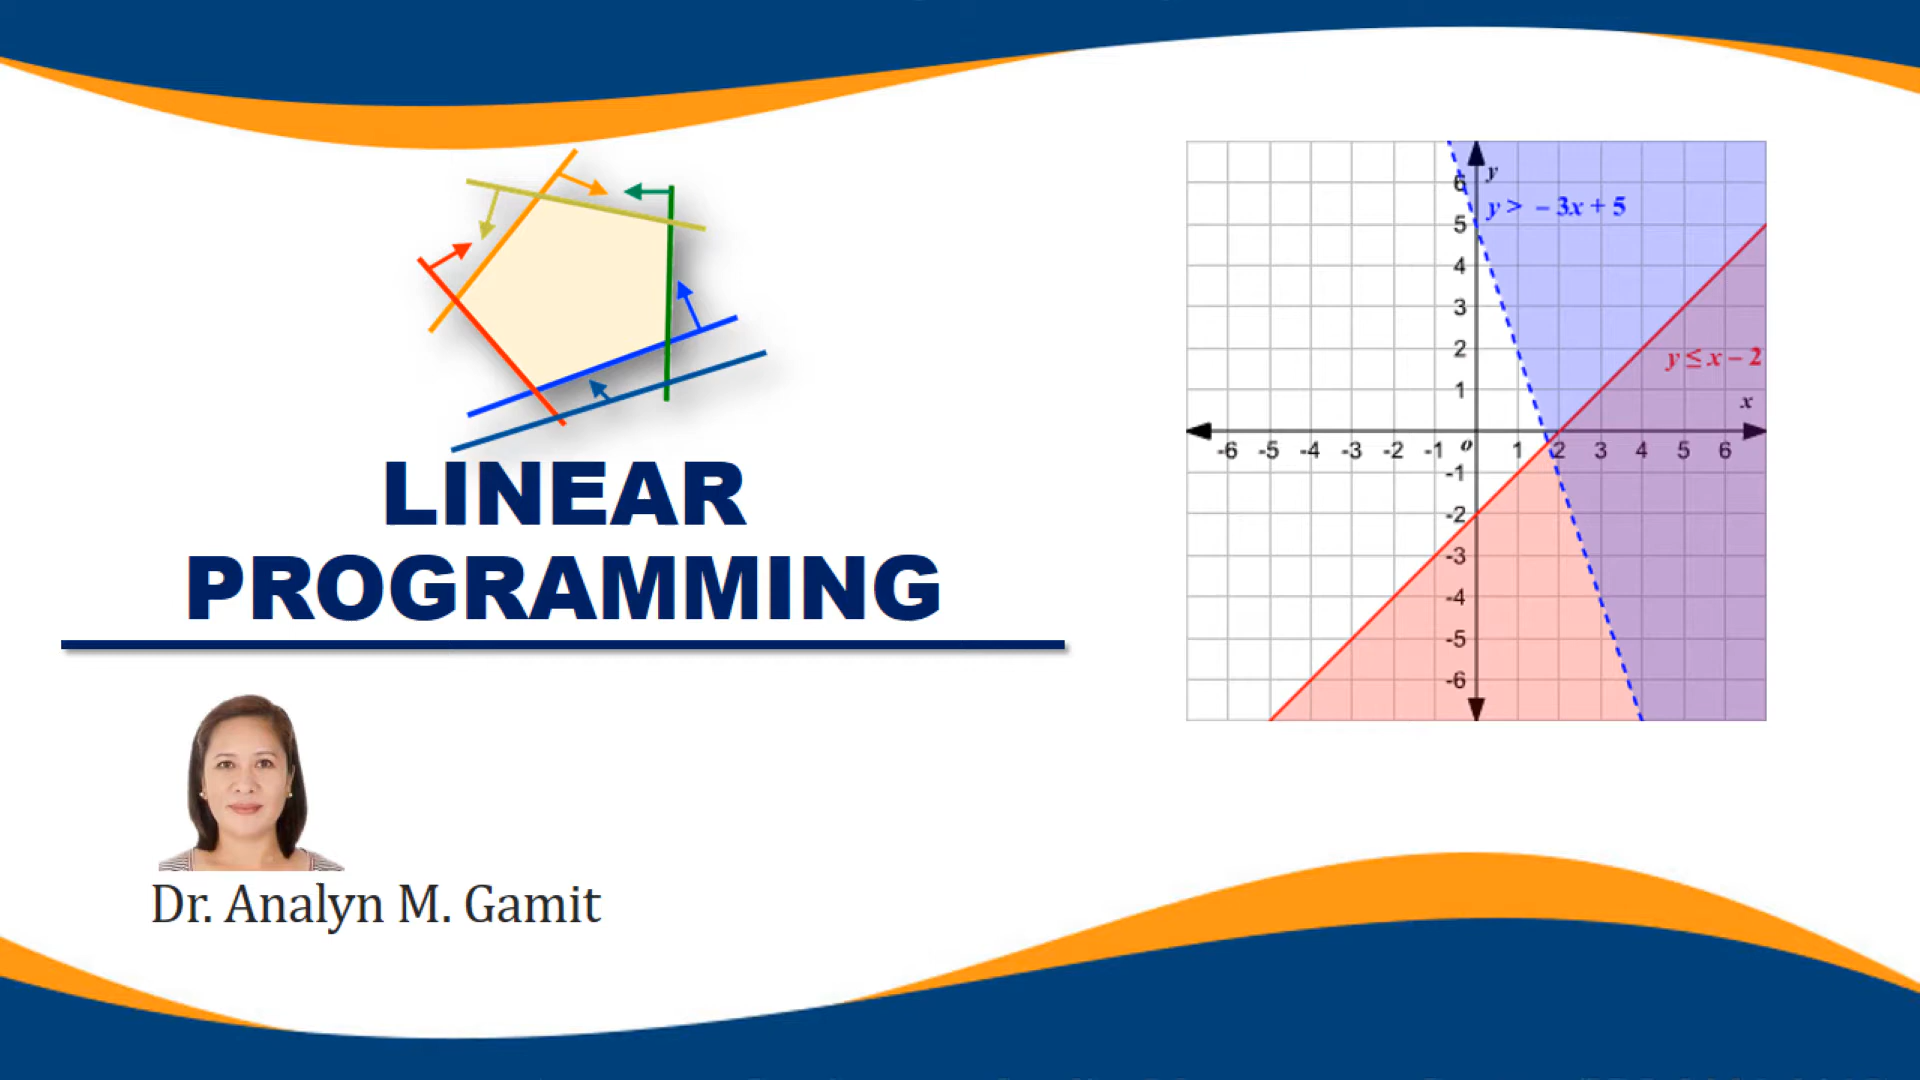 LINEAR
PROGRAMMING
Dr. Analyn M. Gamit
y
6
y > – 3x + 5
5
4
3
2
y ≤ x – 2
1
x
-6 -5 -4 -3 -2 -1 o 1 2 3 4 5 6
-1
-2
-3
-4
-5
-6